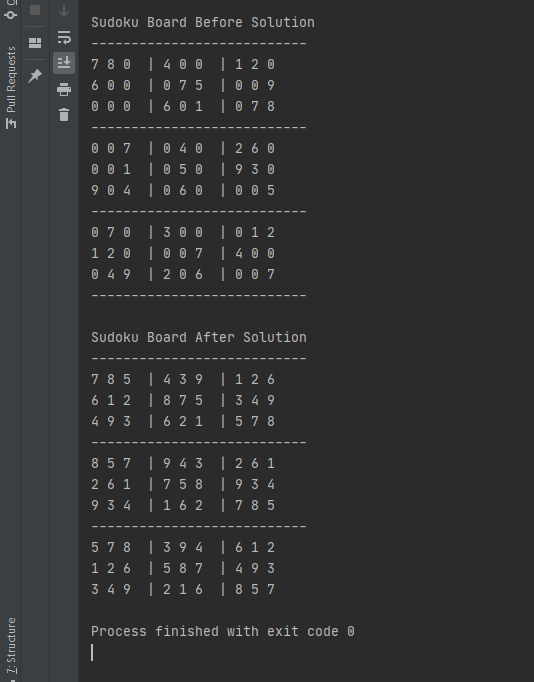 Sudoku Board Before Solution
---------------------------
7 8 0  | 4 0 0  | 1 2 0
6 0 0  | 0 7 5  | 0 0 9
0 0 0  | 6 0 1  | 0 7 8
---------------------------
0 0 7  | 0 4 0  | 2 6 0
0 0 1  | 0 5 0  | 9 3 0
9 0 4  | 0 6 0  | 0 0 5
---------------------------
0 7 0  | 3 0 0  | 0 1 2
1 2 0  | 0 0 7  | 4 0 0
0 4 9  | 2 0 6  | 0 0 7
---------------------------
Sudoku Board After Solution
---------------------------
7 8 5  | 4 3 9  | 1 2 6
6 1 2  | 8 7 5  | 3 4 9
4 9 3  | 6 2 1  | 5 7 8
---------------------------
8 5 7  | 9 4 3  | 2 6 1
2 6 1  | 7 5 8  | 9 3 4
9 3 4  | 1 6 2  | 7 8 5
---------------------------
5 7 8  | 3 9 4  | 6 1 2
1 2 6  | 5 8 7  | 4 9 3
3 4 9  | 2 1 6  | 8 5 7
Process finished with exit code 0
Pull Requests
7: Structure